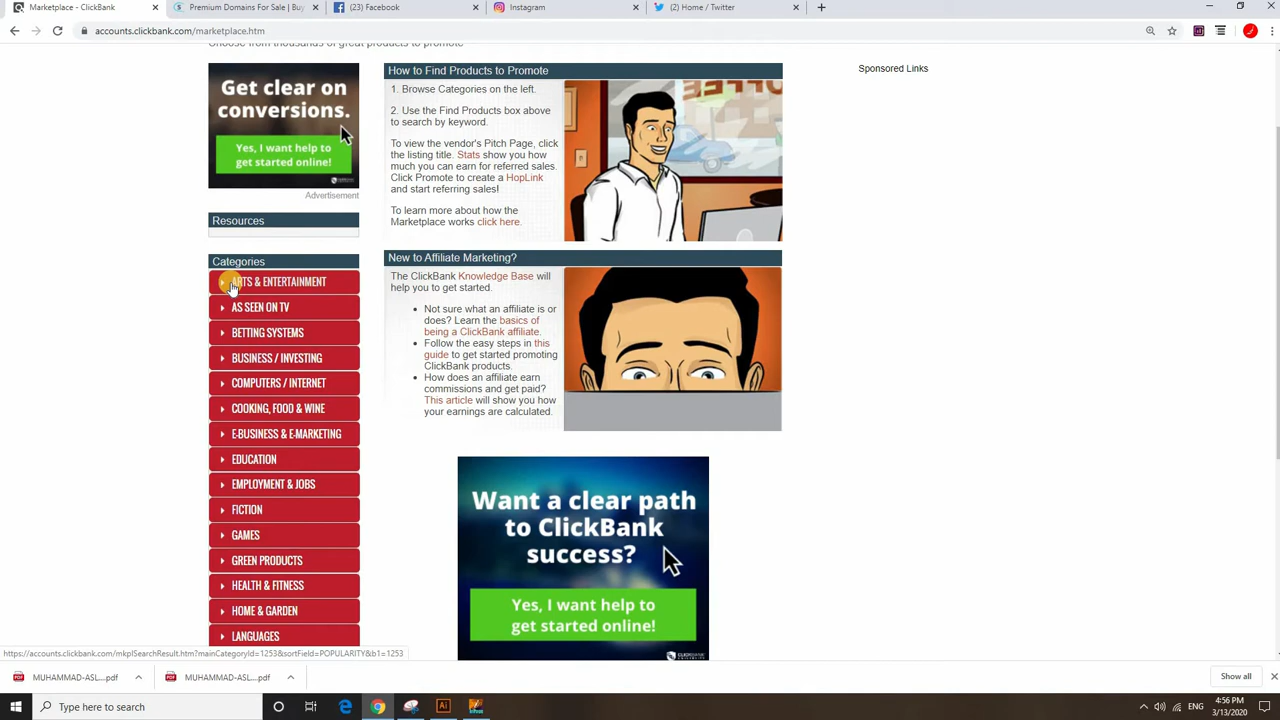 Marketplace - ClickBank
Premium Domains For Sale | Buy
(2) Facebook
Instagram
(2) Home / Twitter
accounts.clickbank.com/marketplace.htm
Choose from thousands of great products to promote
Get clear on
conversions.
Yes, I want help to
get started online!
Advertisement
Resources
Categories
ARTS & ENTERTAINMENT
AS SEEN ON TV
BETTING SYSTEMS
BUSINESS / INVESTING
COMPUTERS / INTERNET
COOKING, FOOD & WINE
E-BUSINESS & E-MARKETING
EDUCATION
EMPLOYMENT & JOBS
FICTION
GAMES
GREEN PRODUCTS
HEALTH & FITNESS
HOME & GARDEN
LANGUAGES
How to Find Products to Promote
1. Browse Categories on the left.
2. Use the Find Products box above
to search by keyword.
To view the vendor's Pitch Page, click
the listing title. Stats show you how
much you can earn for referred sales.
Click Promote to create a HopLink
and start referring sales!
To learn more about how the
Marketplace works click here.
New to Affiliate Marketing?
The ClickBank Knowledge Base will
help you to get started.
Not sure what an affiliate is
or does? Learn the basics of
being a ClickBank affiliate.
Follow the easy steps in this
guide to get started promoting
ClickBank products.
How does an affiliate earn
commissions and get paid?
This article will show you how
your earnings are calculated.
Want a clear path
to ClickBank
success?
Yes, I want help to
get started online!
Sponsored Links
https://accounts.clickbank.com/mkplSearchResult.htm?mainCategoryId=1253&sortField=POPULARITY&b1=1253
MUHAMMAD-ASL....pdf
MUHAMMAD-ASL....pdf
Show all
Type here to search
ENG
4:56 PM
3/13/2020